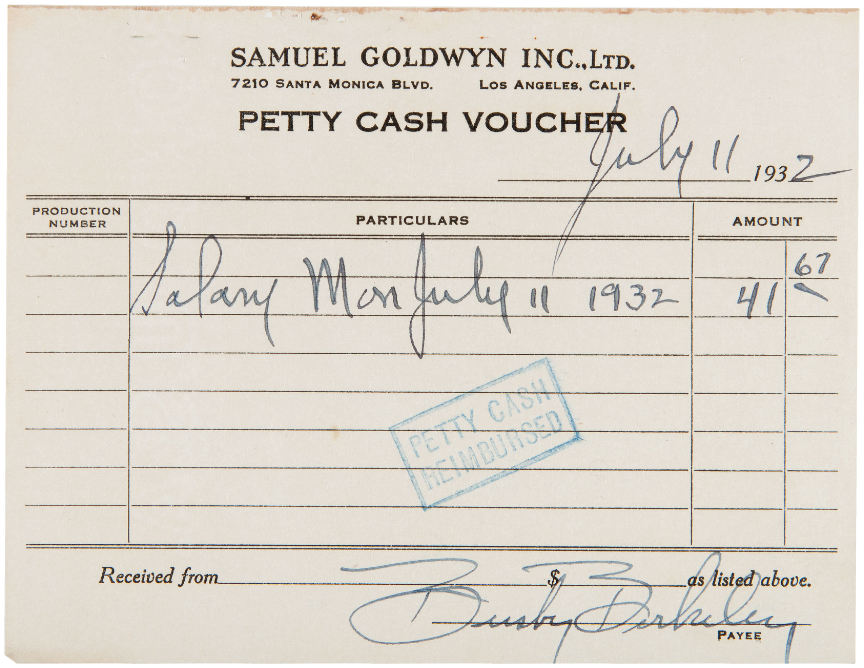 SAMUEL GOLDWYN INC., LTD.
7210 SANTA MONICA BLVD. LOS ANGELES, CALIF.
PETTY CASH VOUCHER
July 11 1932
PRODUCTION NUMBER PARTICULARS AMOUNT
Salary Mon July 11 1932 41 67
PETTY CASH
REIMBURSED
Received from $ as listed above.
Busby Berkeley
PAYEE